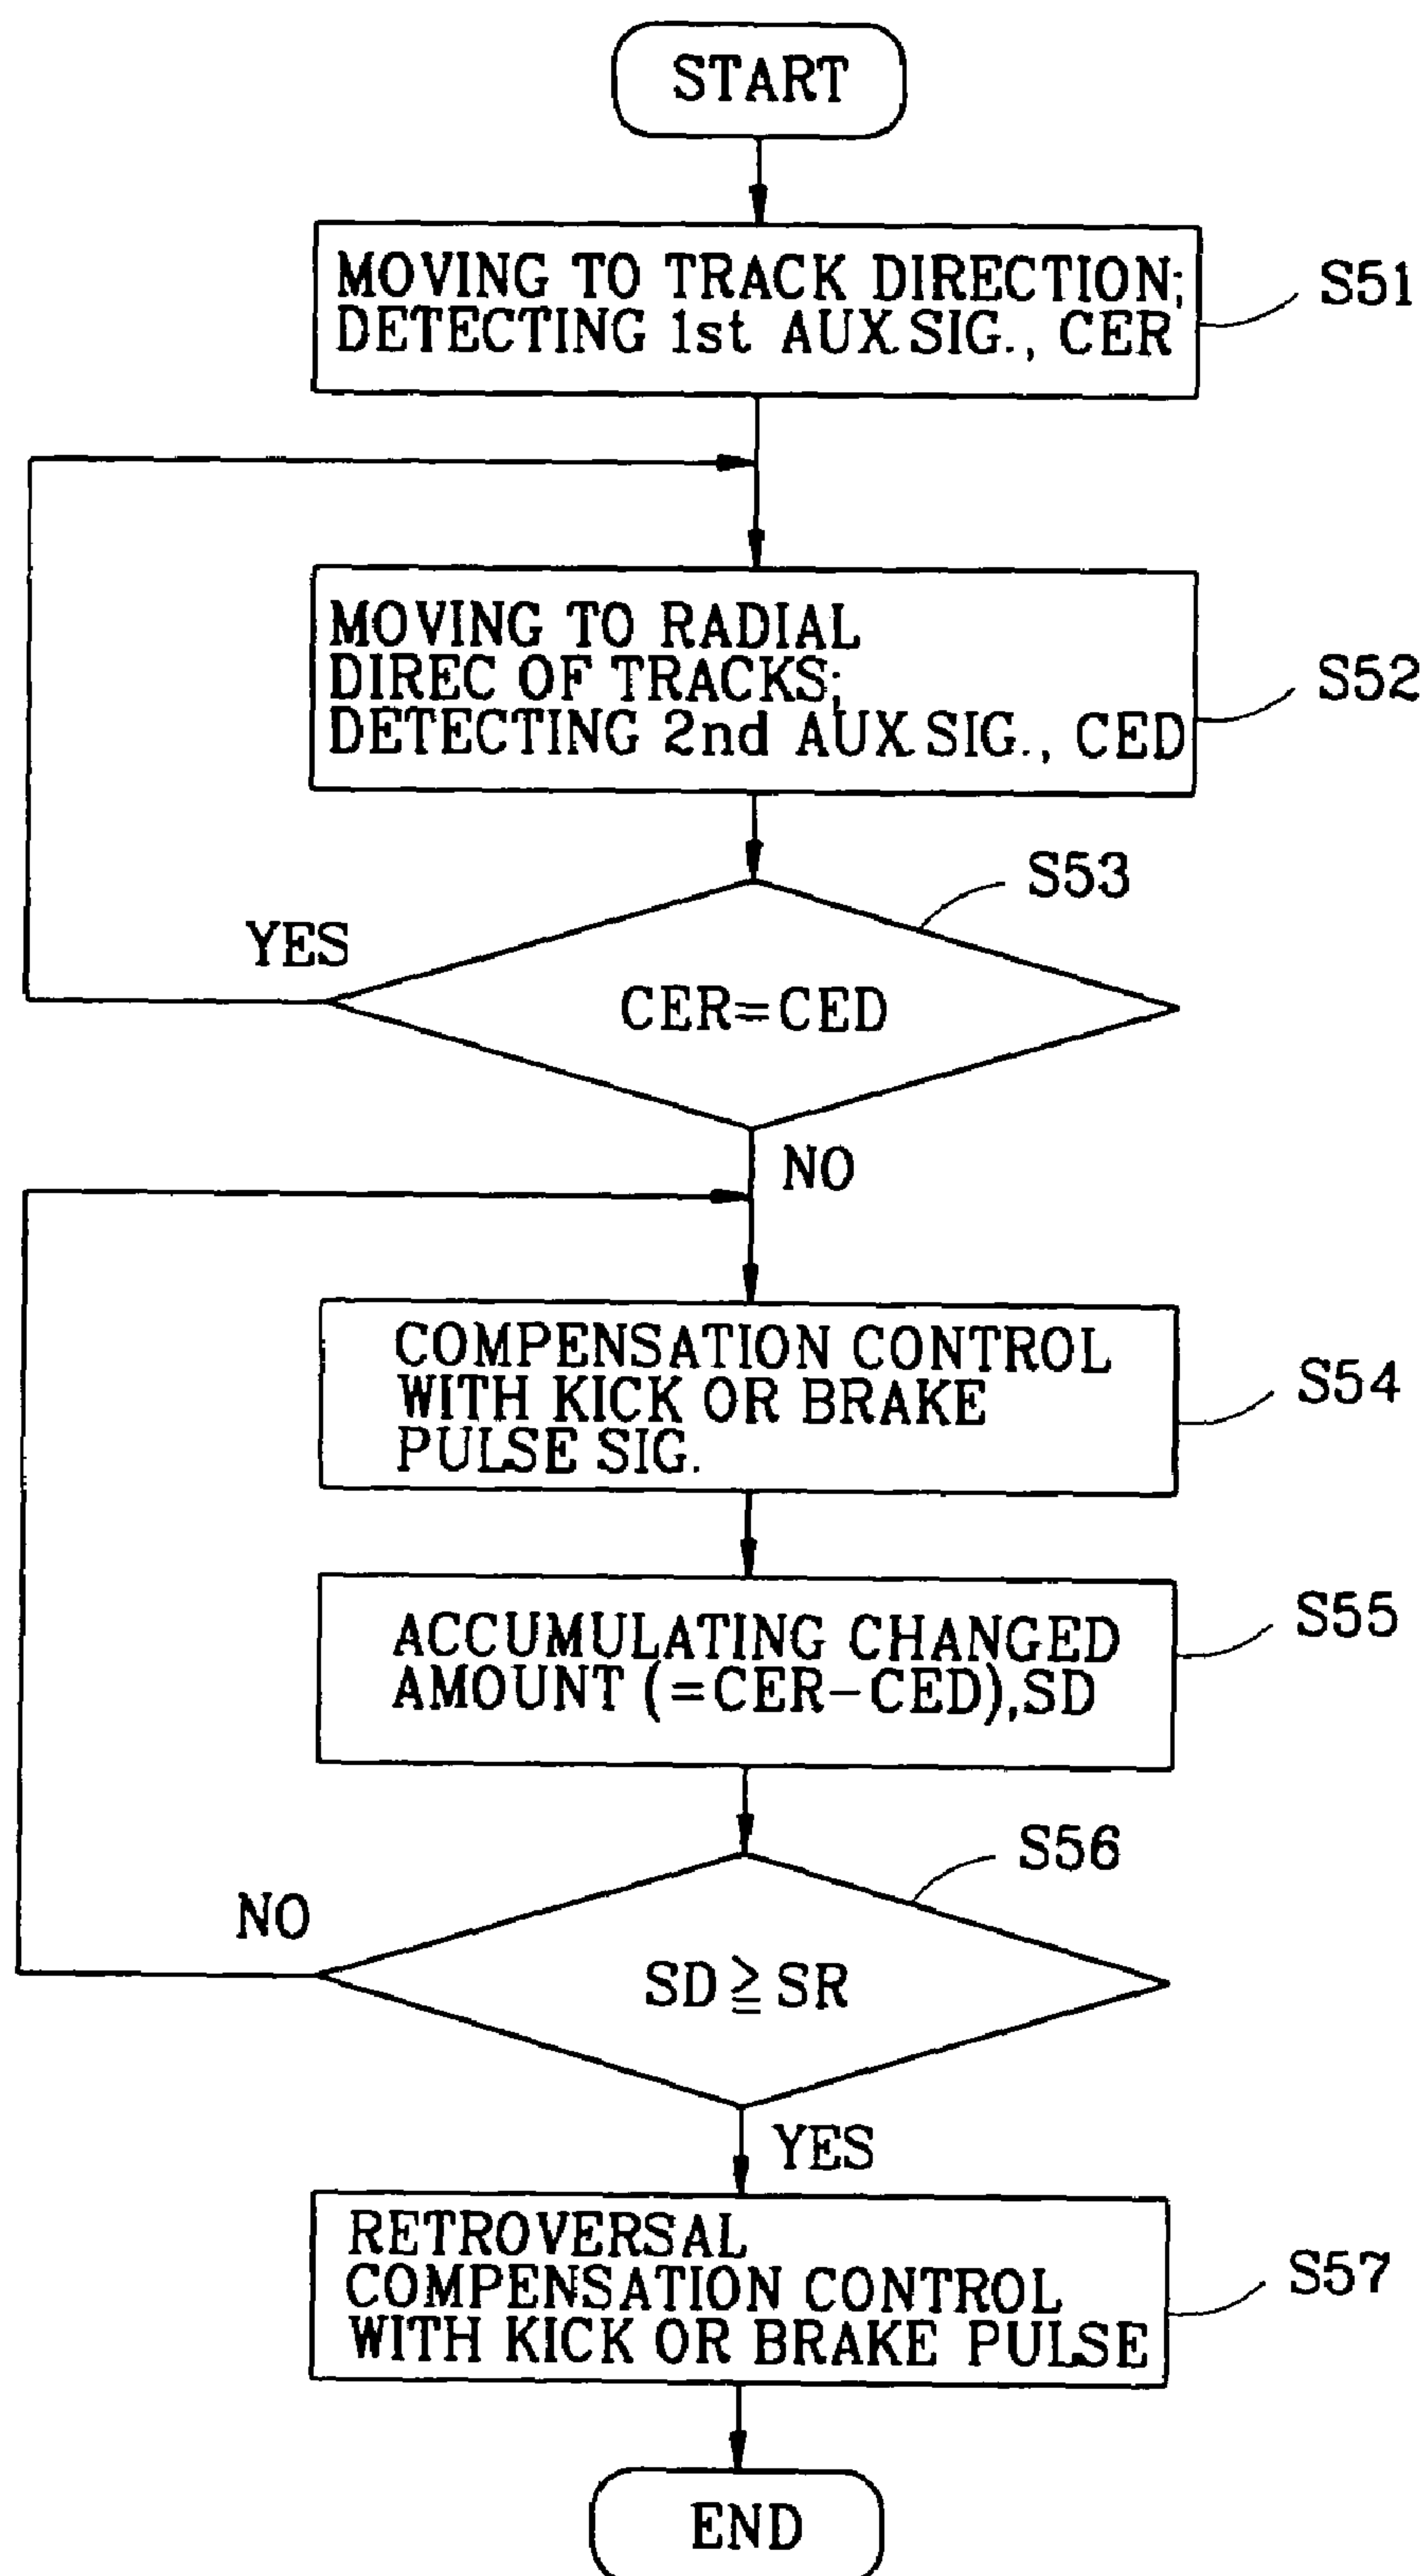 START
MOVING TO TRACK DIRECTION;
DETECTING 1st AUX.SIG., CER
S51
MOVING TO RADIAL
DIREC OF TRACKS;
DETECTING 2nd AUX.SIG., CED
S52
S53
YES
CER=CED
NO
COMPENSATION CONTROL
WITH KICK OR BRAKE
PULSE SIG.
S54
ACCUMULATING CHANGED
AMOUNT (=CER-CED),SD
S55
S56
NO
SD≧SR
YES
RETROVERSAL
COMPENSATION CONTROL
WITH KICK OR BRAKE PULSE
S57
END